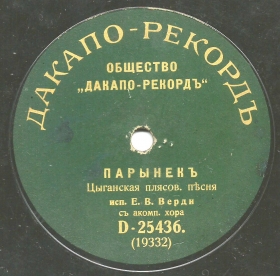 ДАКАПО-РЕКОРДЪ
ОБЩЕСТВО
„ДАКАПО-РЕКОРДЪ"
ПАРЫНЕКЪ
Цыганская плясов. пѣсня
исп. Е. В. Верди
съ акомп. хора
D-25436.
(19332)